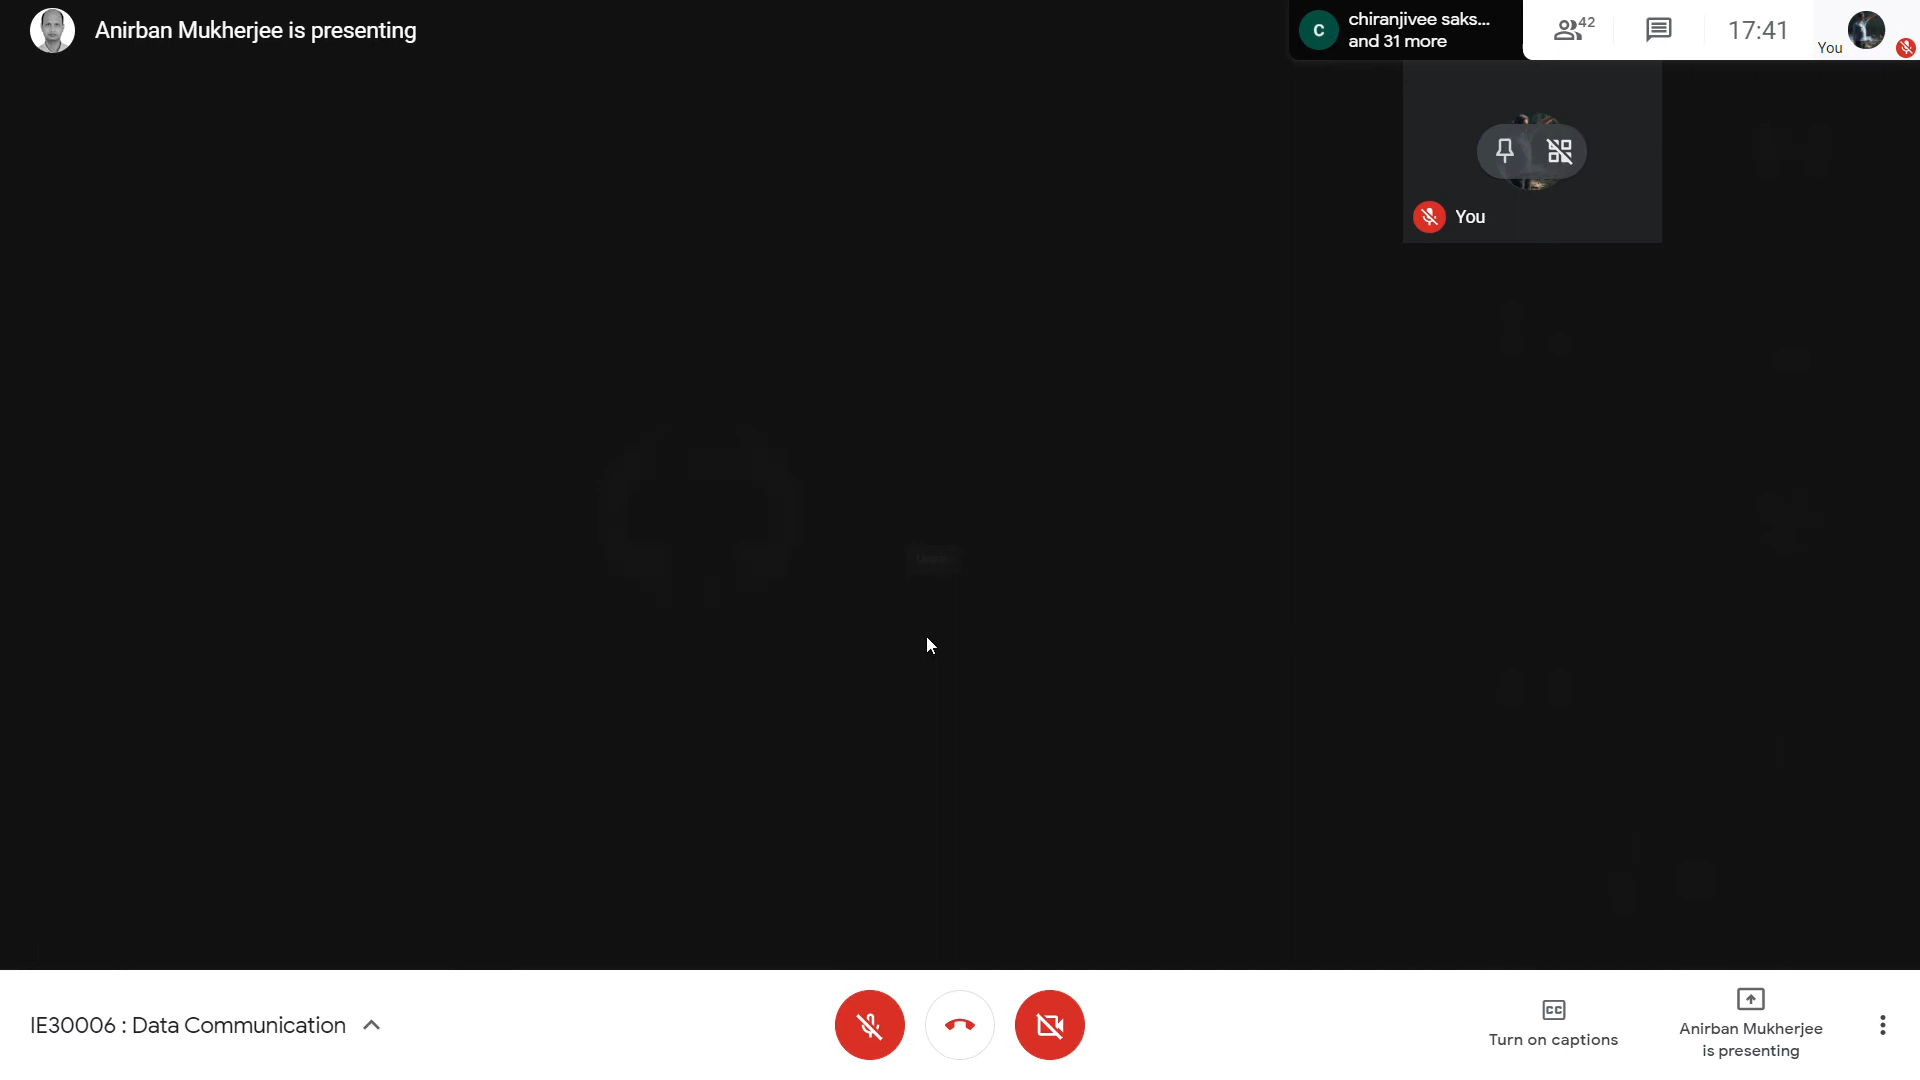 Anirban Mukherjee is presenting
C
chiranjivee saks...
and 31 more
42
17:41
You
You
IE30006 : Data Communication
CC
Turn on captions
Anirban Mukherjee
is presenting